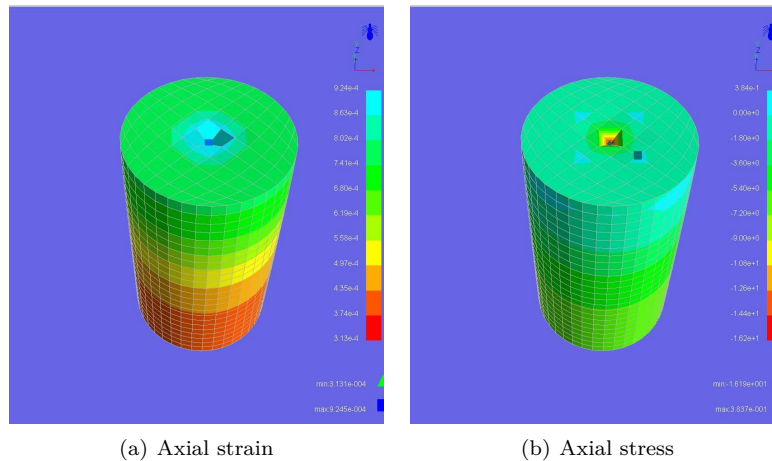 Z
9.24e-4
8.63e-4
8.02e-4
7.41e-4
6.80e-4
6.19e-4
5.58e-4
4.97e-4
4.35e-4
3.74e-4
3.13e-4
min:3.131e-004
max:9.245e-004
(a) Axial strain
Z
3.84e-1
0.00e+0
-1.80e+0
-3.60e+0
-5.40e+0
-7.20e+0
-9.00e+0
-1.08e+1
-1.26e+1
-1.44e+1
-1.62e+1
min:-1.619e+001
max:3.837e-001
(b) Axial stress